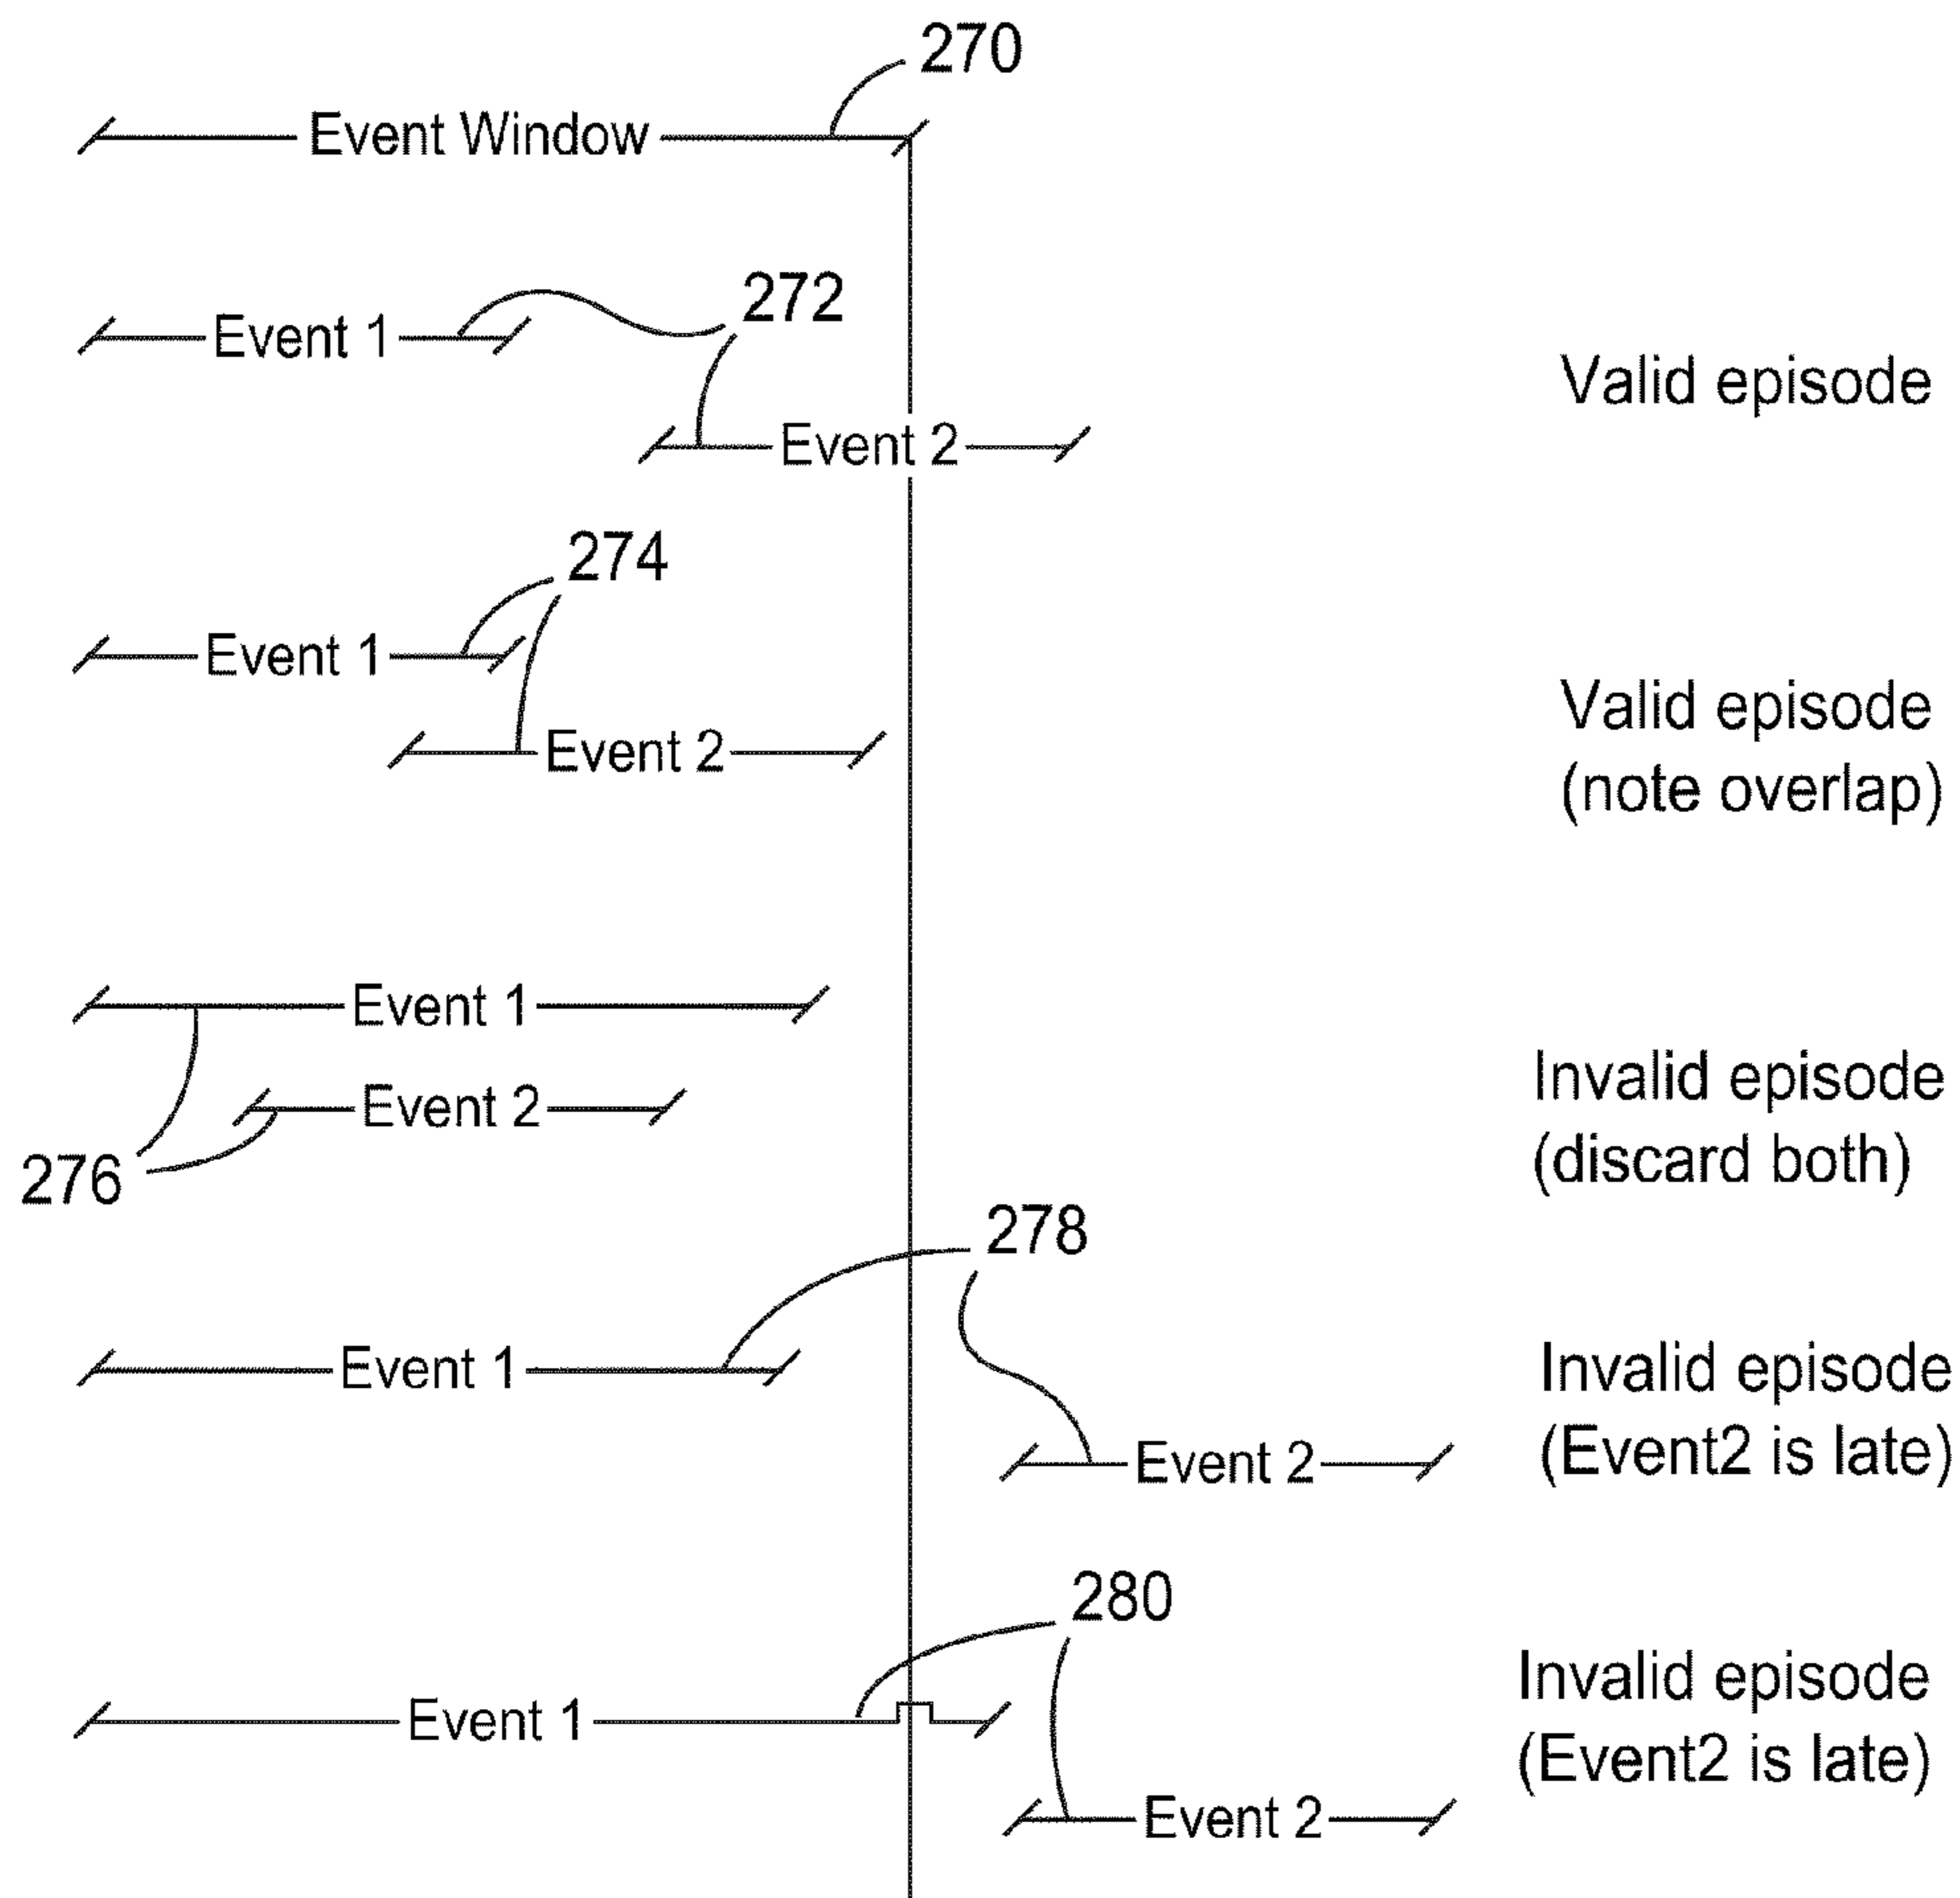 270
Event Window
272
Event 1
Valid episode
Event 2
274
Event 1
Valid episode
Event 2
(note overlap)
Event 1
Invalid episode
Event 2
(discard both)
276
278
Event 1
Invalid episode
(Event2 is late)
Event 2
280
Invalid episode
Event 1
(Event2 is late)
Event 2